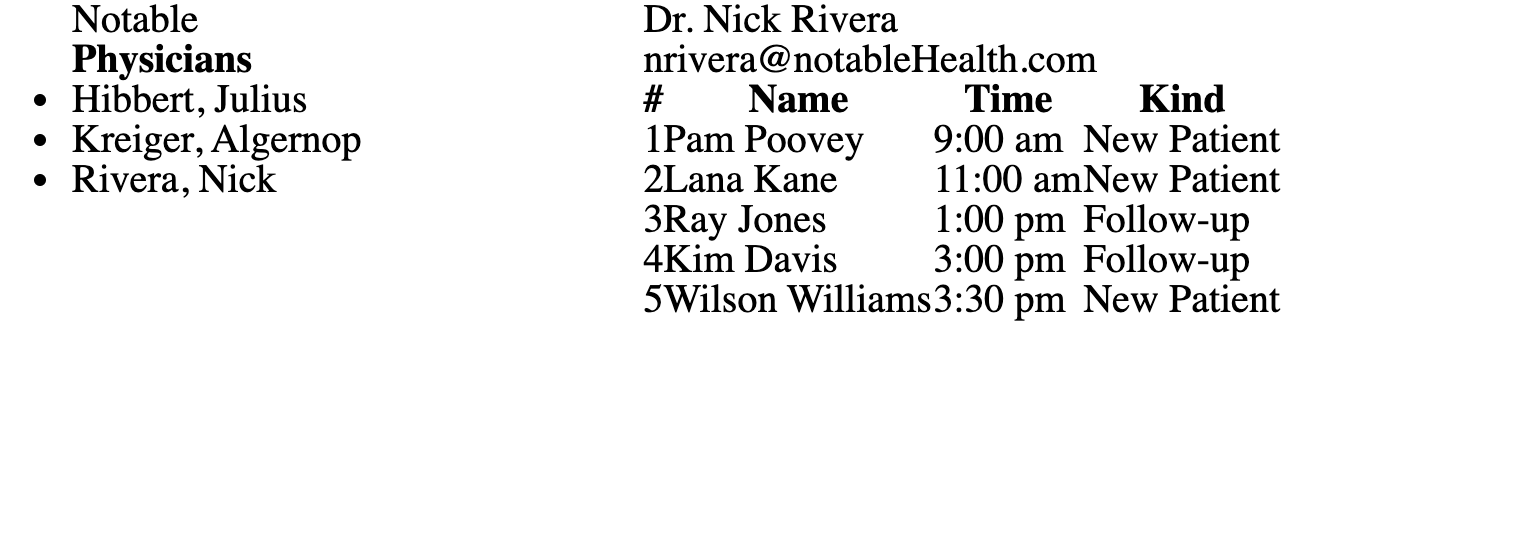 Notable
Physicians
• Hibbert, Julius
• Kreiger, Algernop
• Rivera, Nick
Dr. Nick Rivera
nrivera@notableHealth.com
# Name Time Kind
1 Pam Poovey 9:00 am New Patient
2 Lana Kane 11:00 am New Patient
3 Ray Jones 1:00 pm Follow-up
4 Kim Davis 3:00 pm Follow-up
5 Wilson Williams 3:30 pm New Patient